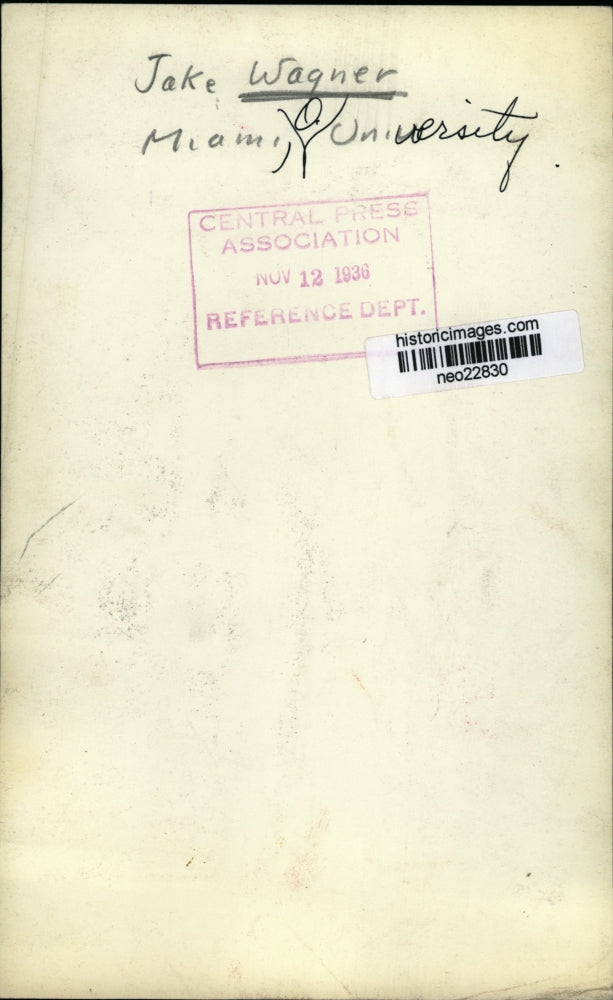 Jake Wagner
Miami, O. University.
CENTRAL PRESS
ASSOCIATION
NOV 12 1936
REFERENCE DEPT.
historicimages.com
neo22830